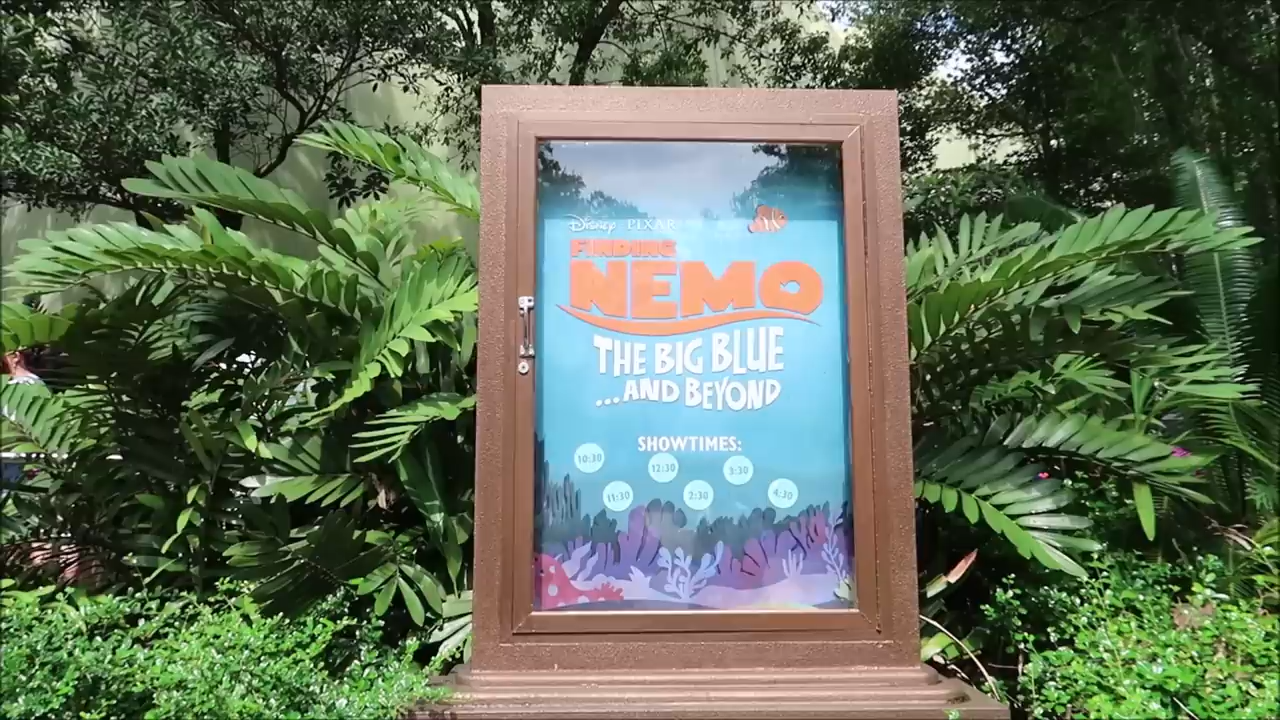 Disney PIXAR
FINDING
NEMO
THE BIG BLUE
...AND BEYOND
SHOWTIMES:
10:30 12:30 3:30
11:30 2:30 4:30